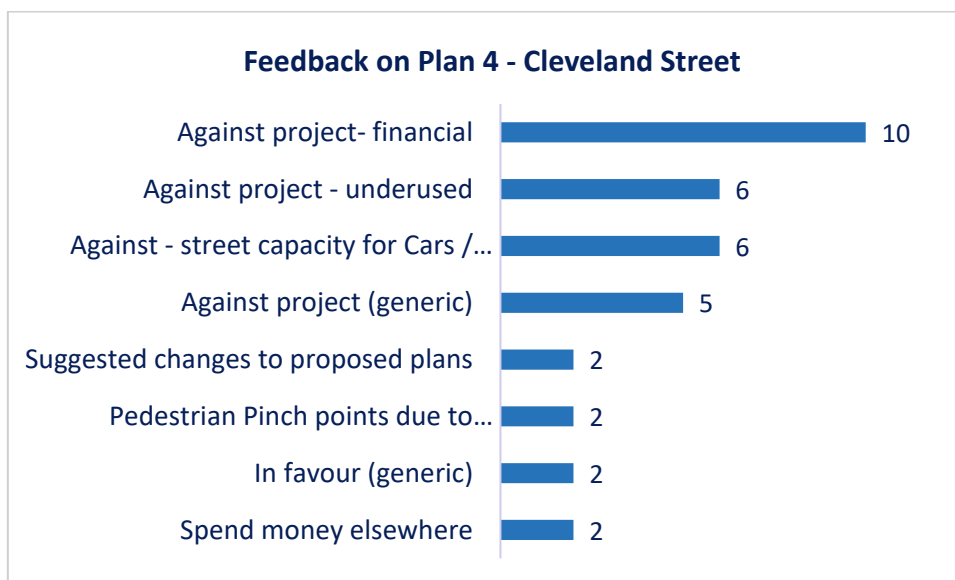 Feedback on Plan 4 - Cleveland Street
Against project- financial 10
Against project - underused 6
Against - street capacity for Cars /... 6
Against project (generic) 5
Suggested changes to proposed plans 2
Pedestrian Pinch points due to... 2
In favour (generic) 2
Spend money elsewhere 2